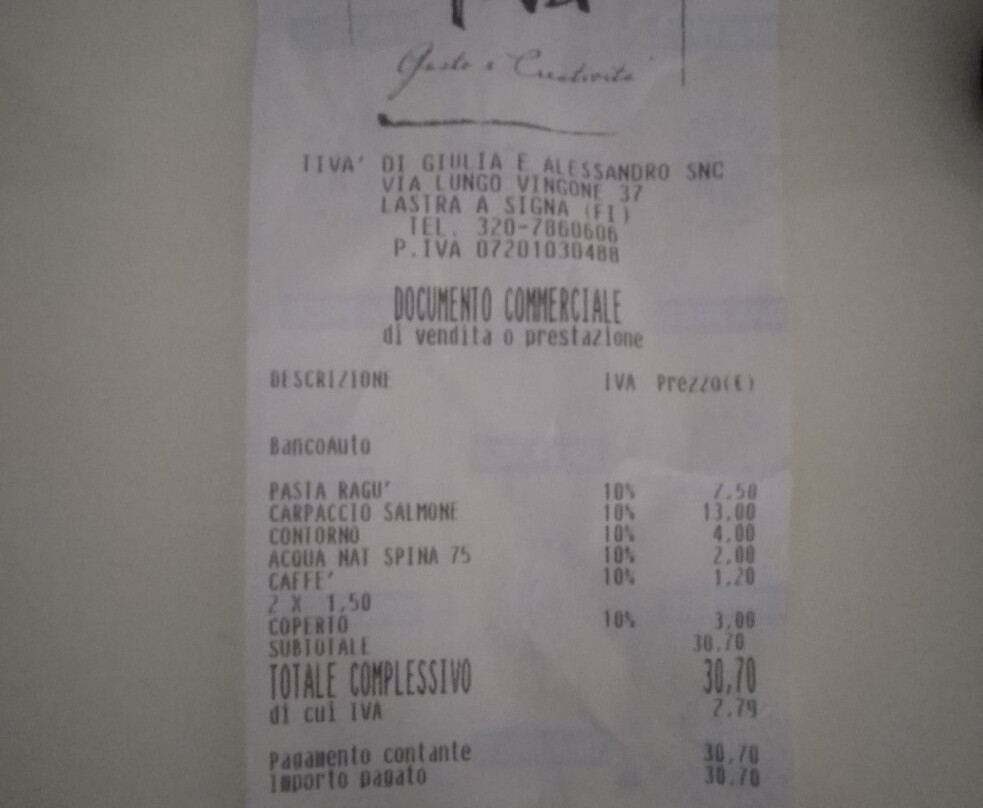 Gusto e Creatività
TIVA' DI GIULIA E ALESSANDRO SNC
VIA LUNGO VINGONE 37
LASTRA A SIGNA (FI)
TEL. 320-7860606
P.IVA 07201030488
DOCUMENTO COMMERCIALE
di vendita o prestazione
DESCRIZIONE IVA Prezzo(€)
BancoAuto
PASTA RAGU' 10% 7.50
CARPACCIO SALMONE 10% 13,00
CONTORNO 10% 4,00
ACQUA NAT SPINA 75 10% 2,00
CAFFE' 10% 1,20
2 X 1,50
COPERTO 10% 3,00
SUBTOTALE 30,70
TOTALE COMPLESSIVO 30,70
di cui IVA 2.79
Pagamento contante 30,70
Importo pagato 30,70